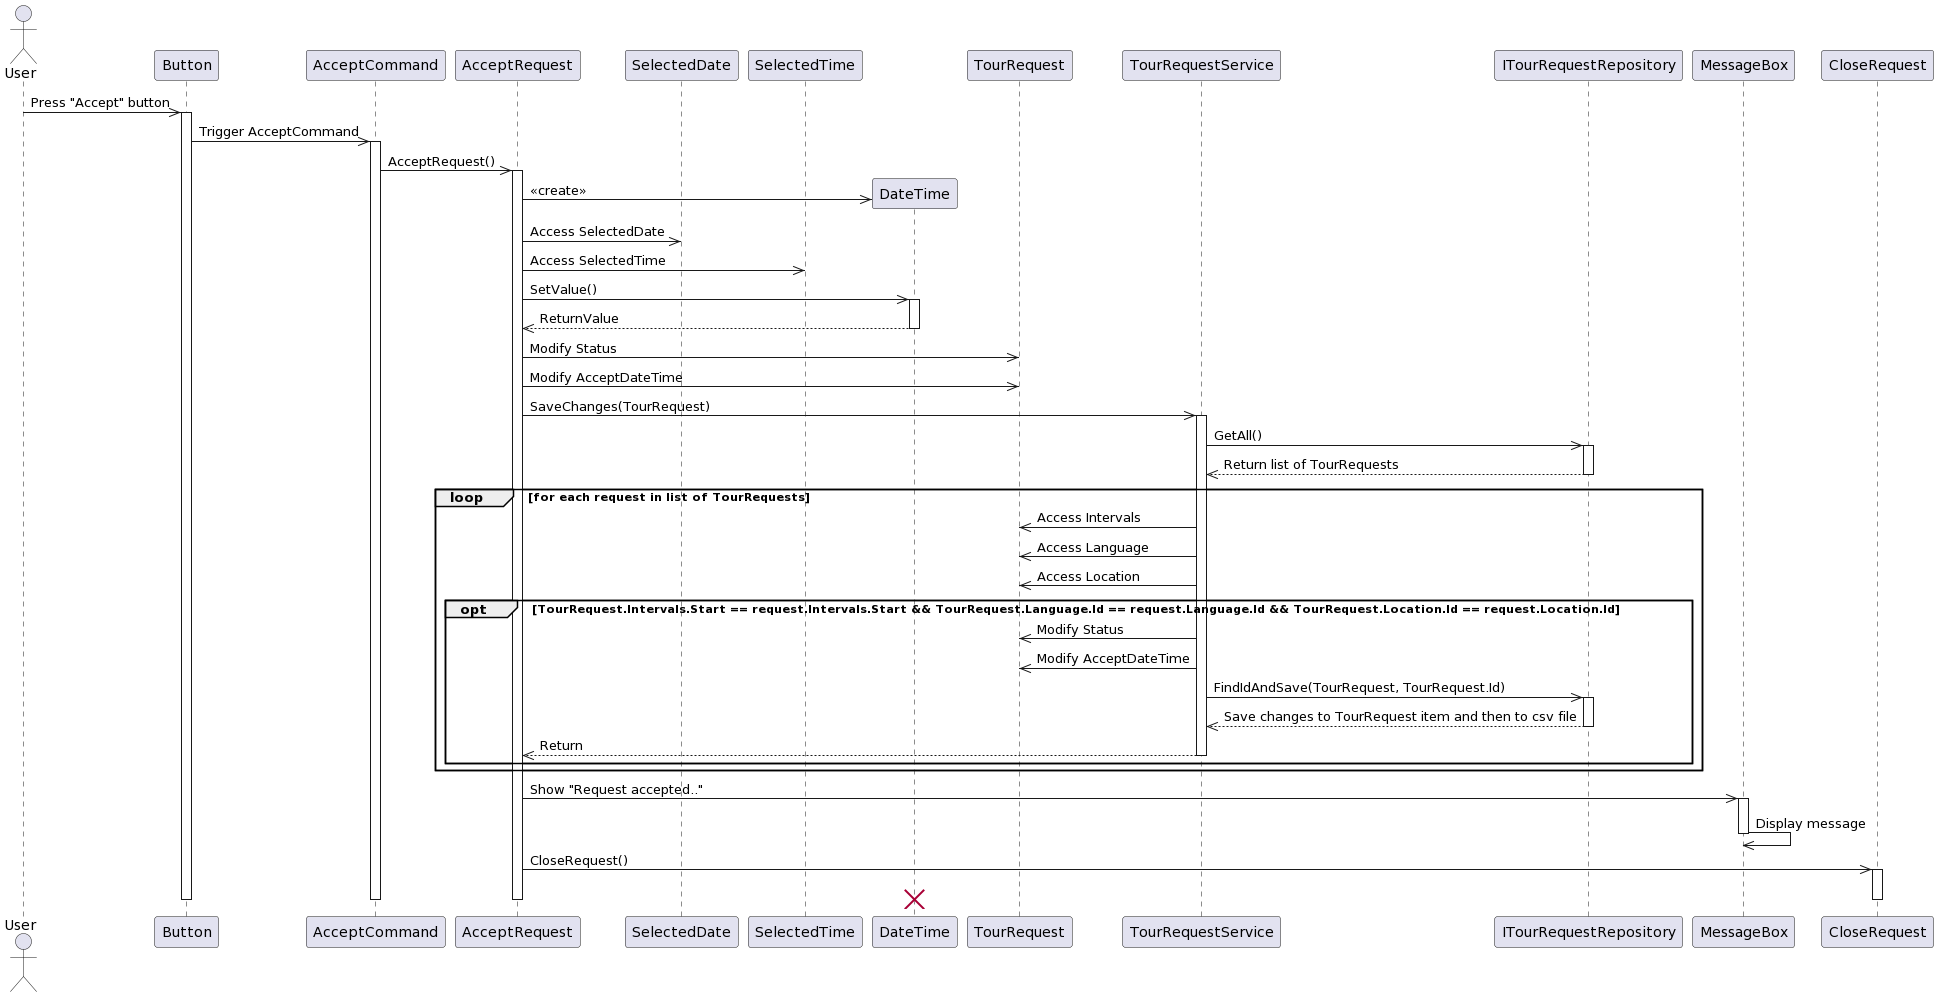 User
Button
AcceptCommand
AcceptRequest
SelectedDate
SelectedTime
TourRequest
TourRequestService
ITourRequestRepository
MessageBox
CloseRequest
Press "Accept" button
Trigger AcceptCommand
AcceptRequest()
«create»
DateTime
Access SelectedDate
Access SelectedTime
SetValue()
ReturnValue
Modify Status
Modify AcceptDateTime
SaveChanges(TourRequest)
GetAll()
Return list of TourRequests
loop
[for each request in list of TourRequests]
Access Intervals
Access Language
Access Location
opt
[TourRequest.Intervals.Start == request.Intervals.Start && TourRequest.Language.Id == request.Language.Id && TourRequest.Location.Id == request.Location.Id]
Modify Status
Modify AcceptDateTime
FindIdAndSave(TourRequest, TourRequest.Id)
Save changes to TourRequest item and then to csv file
Return
Show "Request accepted.."
Display message
CloseRequest()
User
Button
AcceptCommand
AcceptRequest
SelectedDate
SelectedTime
DateTime
TourRequest
TourRequestService
ITourRequestRepository
MessageBox
CloseRequest